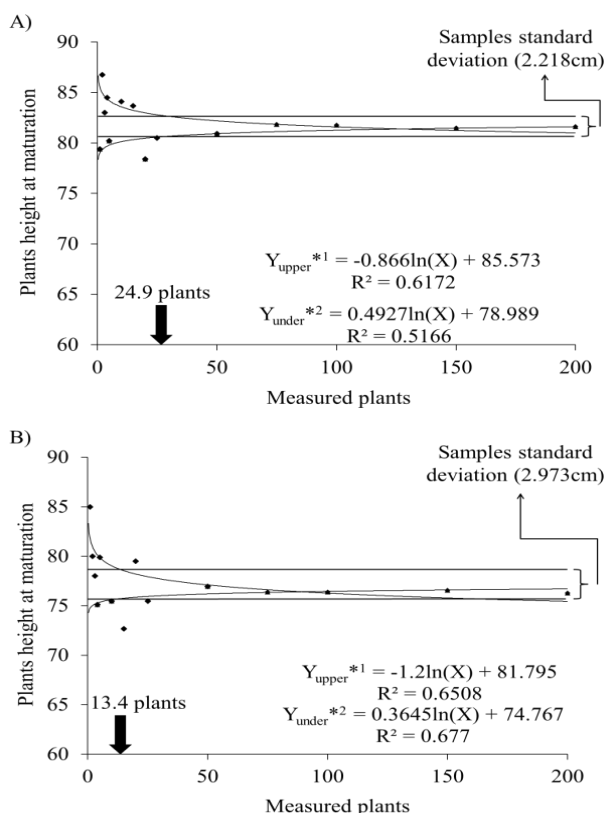 A)
Samples standard
deviation (2.218cm)
90
85
80
75
70
65
60
Plants height at maturation
Yupper*1 = -0.866ln(X) + 85.573
R² = 0.6172
24.9 plants
Yunder*2 = 0.4927ln(X) + 78.989
R² = 0.5166
0 50 100 150 200
Measured plants
B)
Samples standard
deviation (2.973cm)
90
85
80
75
70
65
60
Plants height at maturation
Yupper*1 = -1.2ln(X) + 81.795
R² = 0.6508
13.4 plants
Yunder*2 = 0.3645ln(X) + 74.767
R² = 0.677
0 50 100 150 200
Measured plants